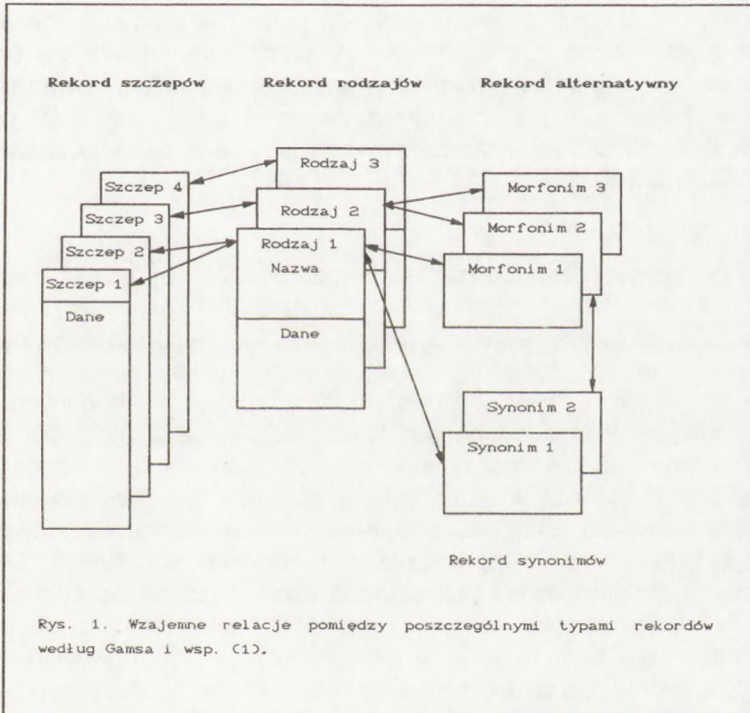 Rekord szczepów Rekord rodzajów Rekord alternatywny
Szczep 4
Szczep 3
Szczep 2
Szczep 1
Dane
Rodzaj 3
Rodzaj 2
Rodzaj 1
Nazwa
Dane
Morfonim 3
Morfonim 2
Morfonim 1
Synonim 2
Synonim 1
Rekord synonimów
Rys. 1. Wzajemne relacje pomiędzy poszczególnymi typami rekordów
według Gamsa i wsp. (1).